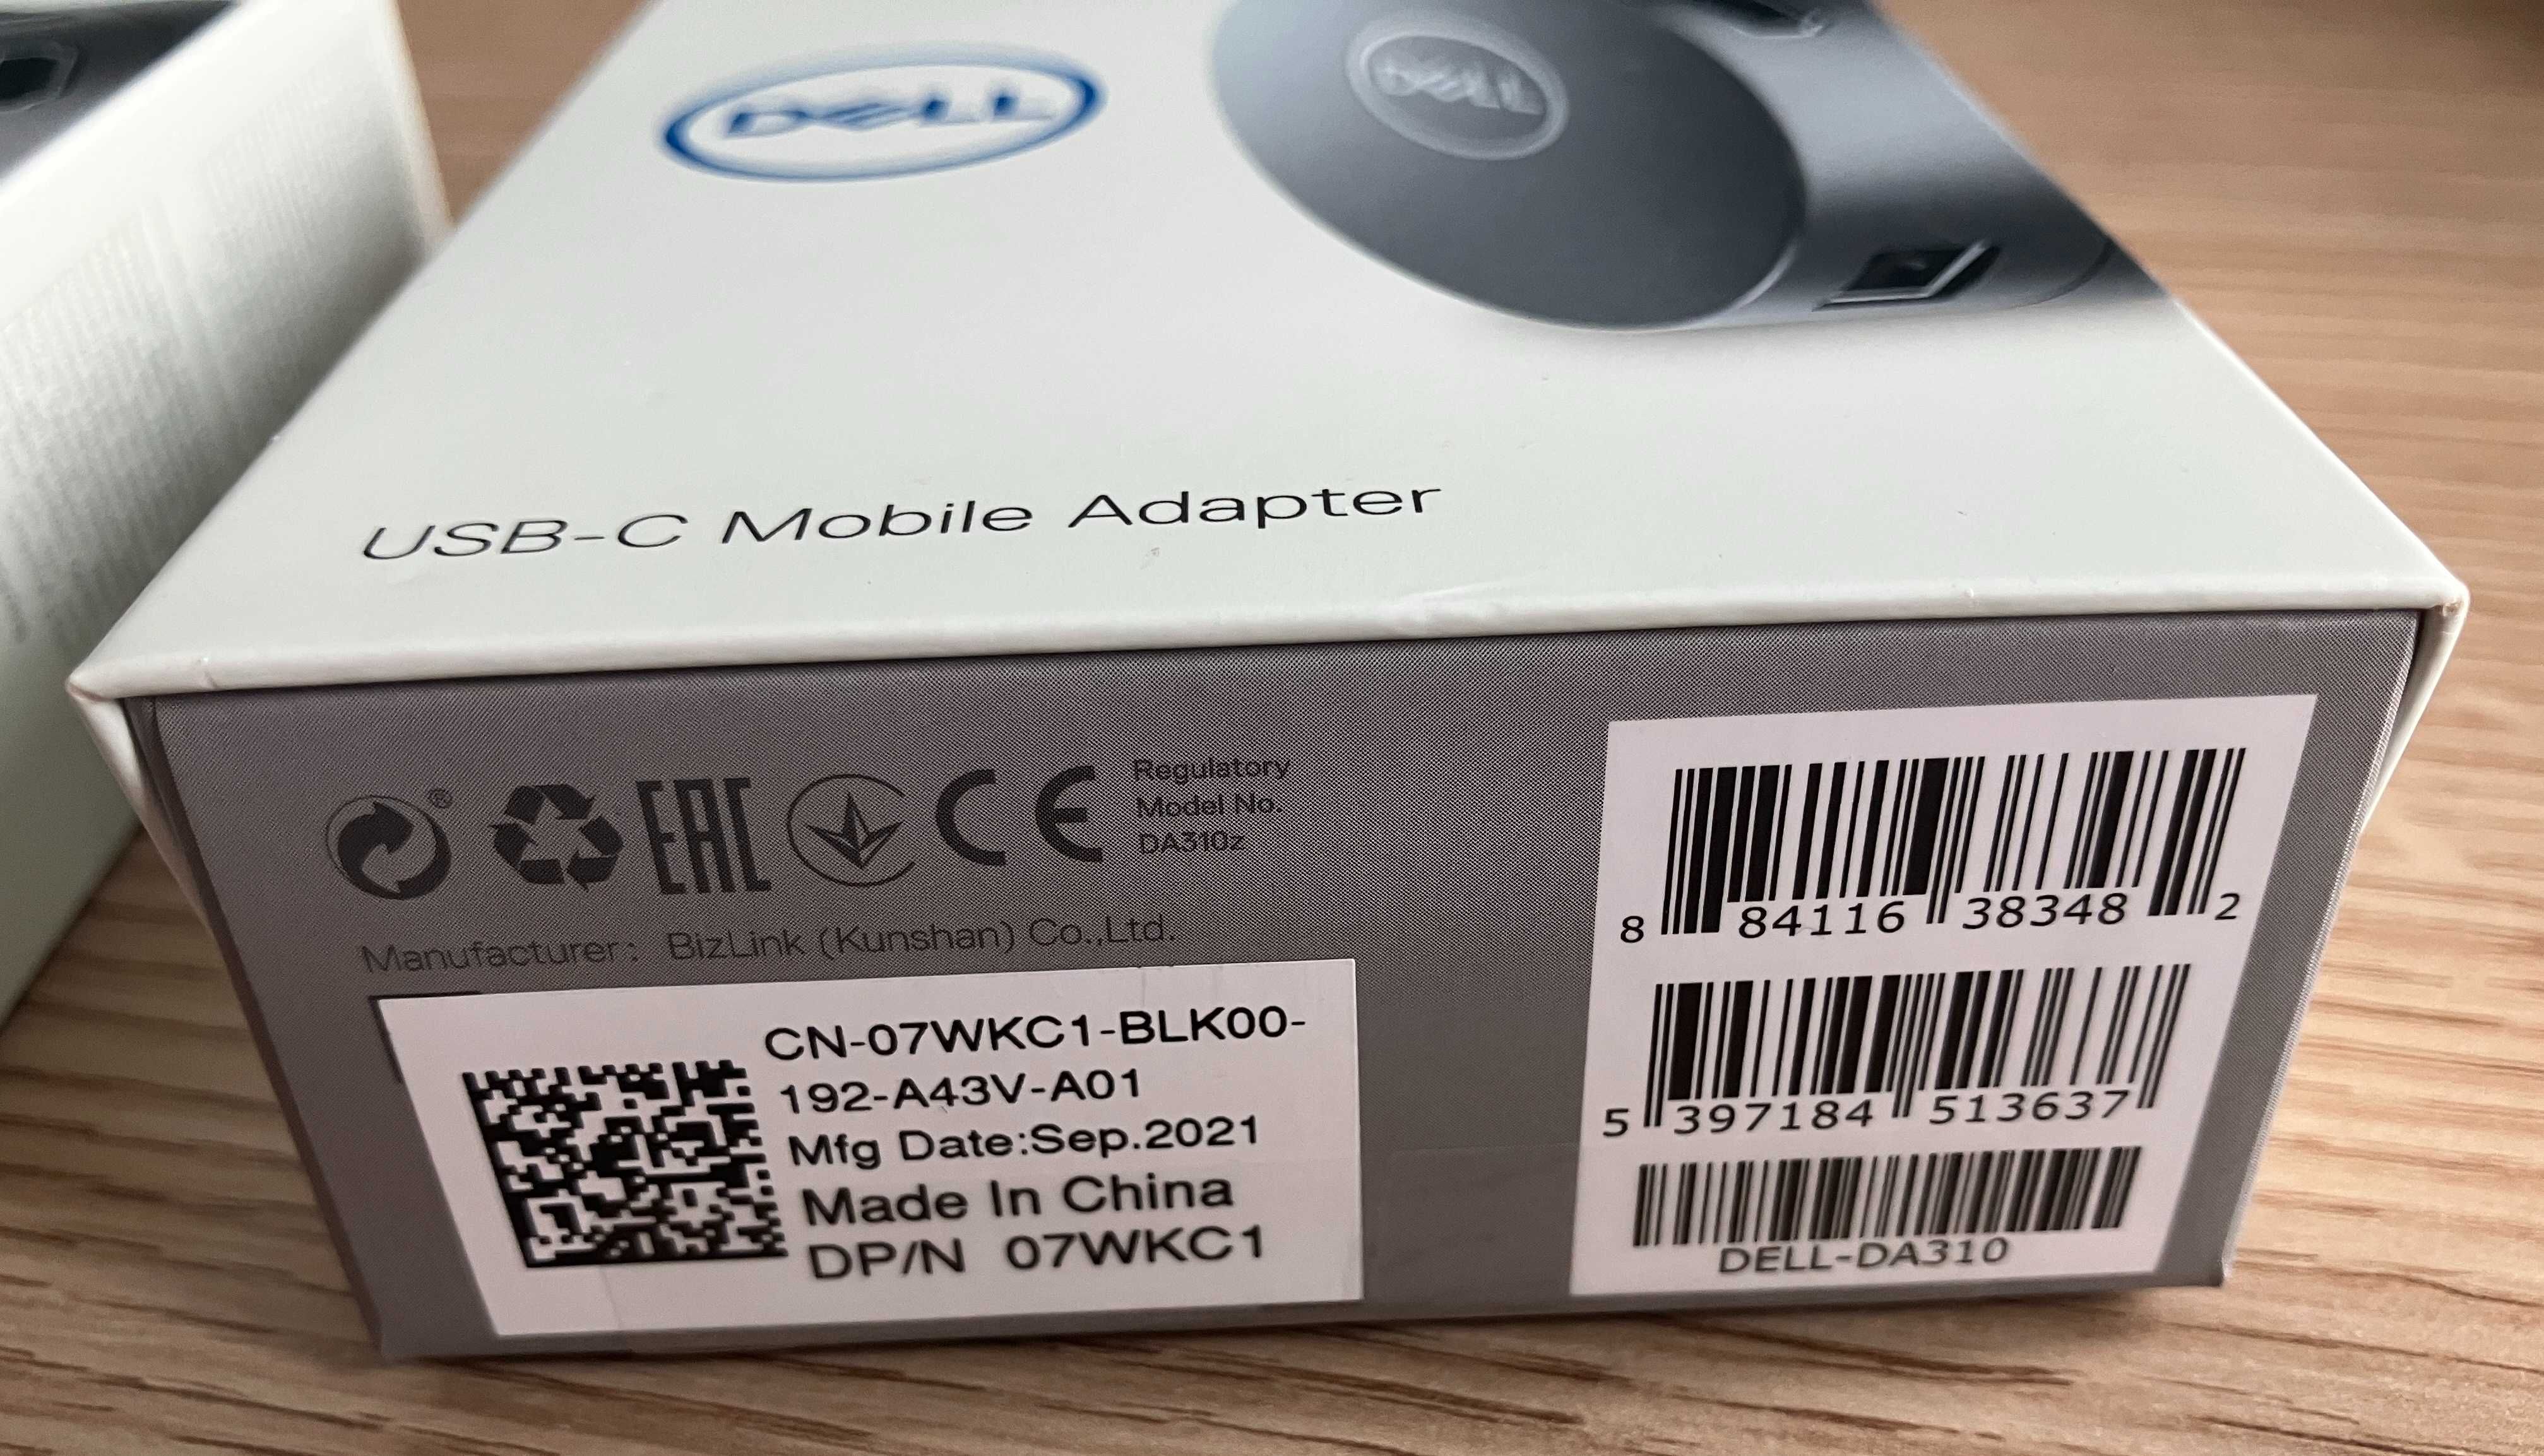 DELL
DELL
USB-C Mobile Adapter
EAC
CE
Regulatory
Model No.
DA310z
®
Manufacturer: BizLink (Kunshan) Co.,Ltd.
CN-07WKC1-BLK00-
192-A43V-A01
Mfg Date:Sep.2021
Made In China
DP/N 07WKC1
8 84116 38348 2
5 397184 513637
DELL-DA310